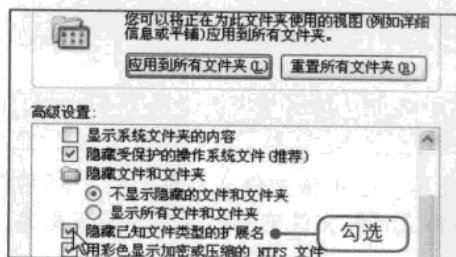 您可以将正在为此文件夹使用的视图(例如详细
信息或平铺)应用到所有文件夹。
应用到所有文件夹(L) 重置所有文件夹(R)
高级设置:
显示系统文件夹的内容
隐藏受保护的操作系统文件(推荐)
隐藏文件和文件夹
不显示隐藏的文件和文件夹
显示所有文件和文件夹
隐藏已知文件类型的扩展名 勾选
用彩色显示加密或压缩的 NTFS 文件